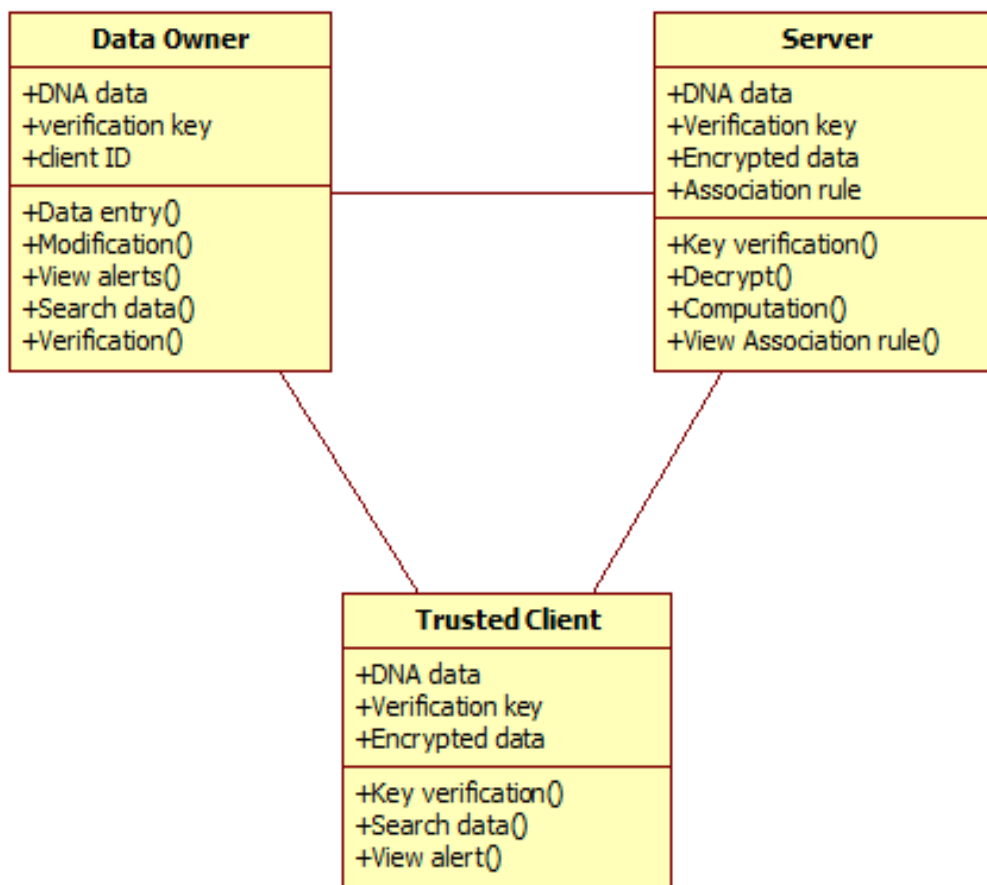 Data Owner
+DNA data
+verification key
+client ID
+Data entry()
+Modification()
+View alerts()
+Search data()
+Verification()
Server
+DNA data
+Verification key
+Encrypted data
+Association rule
+Key verification()
+Decrypt()
+Computation()
+View Association rule()
Trusted Client
+DNA data
+Verification key
+Encrypted data
+Key verification()
+Search data()
+View alert()